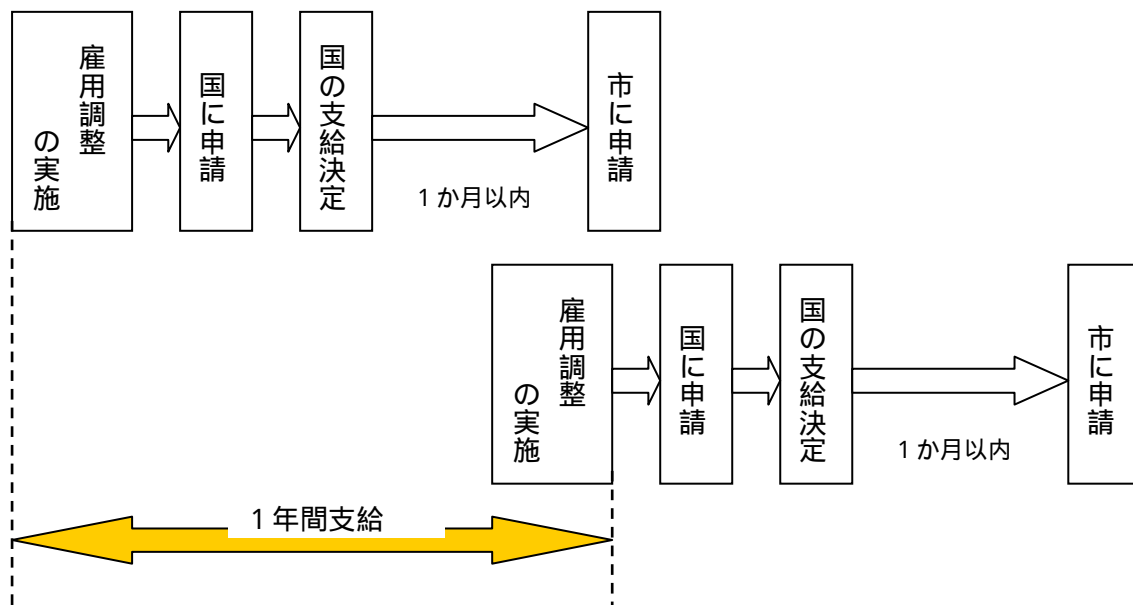 雇用調整
の実施
国に申請
国の支給決定
1か月以内
市に申請
雇用調整
の実施
国に申請
国の支給決定
1か月以内
市に申請
1年間支給